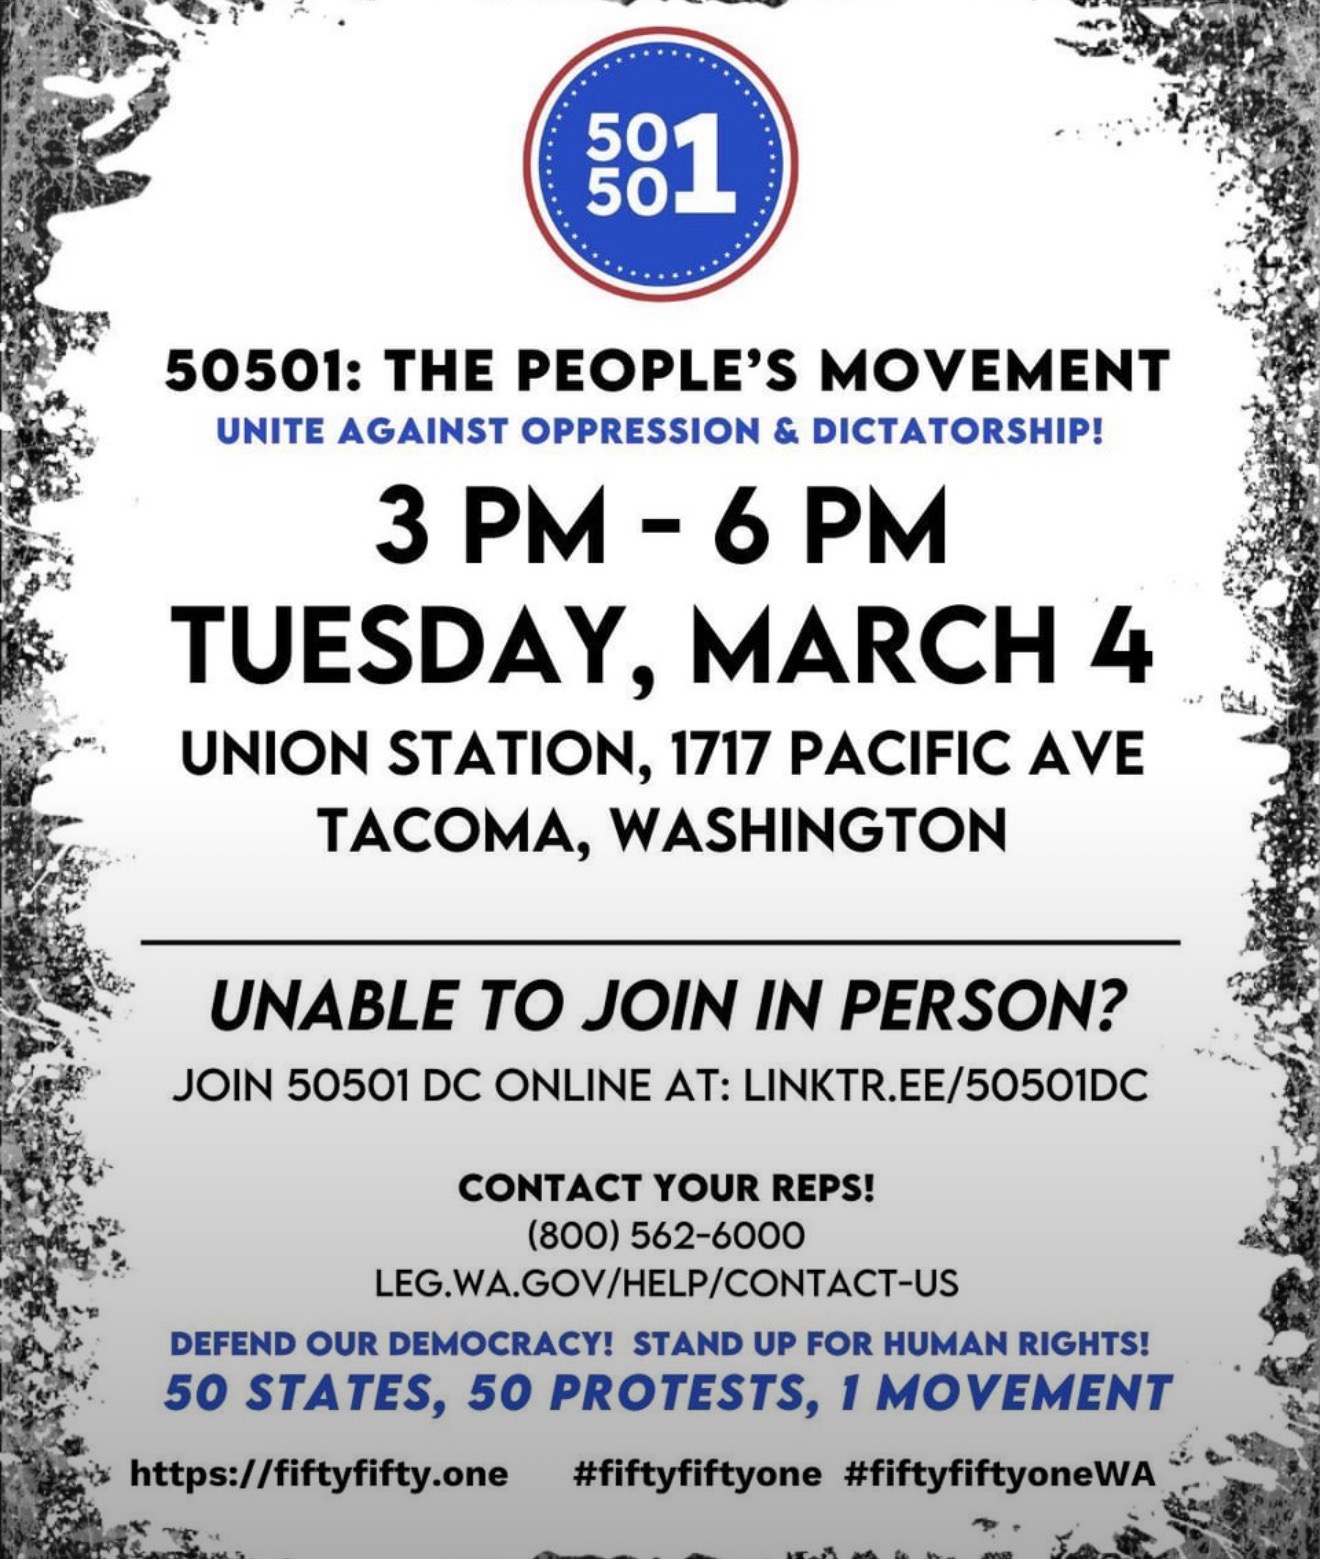 50
50
1
50501: THE PEOPLE'S MOVEMENT
UNITE AGAINST OPPRESSION & DICTATORSHIP!
3 PM - 6 PM
TUESDAY, MARCH 4
UNION STATION, 1717 PACIFIC AVE
TACOMA, WASHINGTON
UNABLE TO JOIN IN PERSON?
JOIN 50501 DC ONLINE AT: LINKTR.EE/50501DC
CONTACT YOUR REPS!
(800) 562-6000
LEG.WA.GOV/HELP/CONTACT-US
DEFEND OUR DEMOCRACY! STAND UP FOR HUMAN RIGHTS!
50 STATES, 50 PROTESTS, 1 MOVEMENT
https://fiftyfifty.one #fiftyfiftyone #fiftyfiftyoneWA